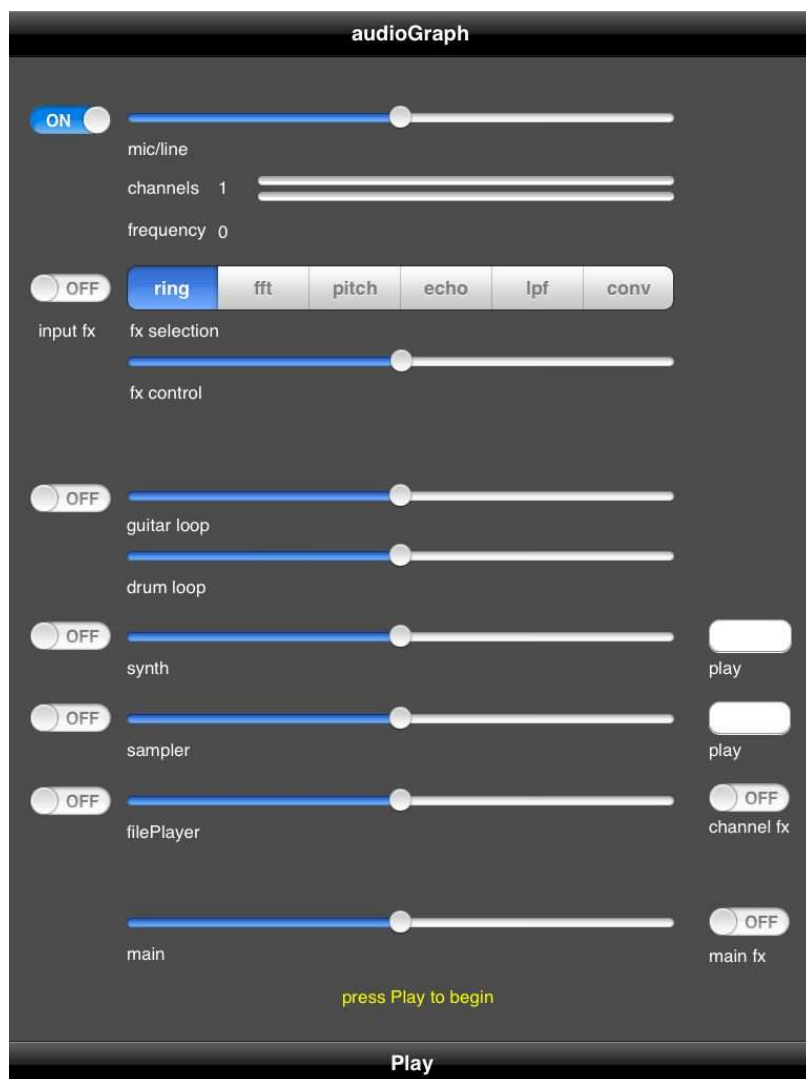 audioGraph
ON
mic/line
channels 1
frequency 0
OFF ring fft pitch echo lpf conv
input fx fx selection
fx control
OFF
guitar loop
drum loop
OFF
synth play
OFF
sampler play
OFF OFF
filePlayer channel fx
OFF
main main fx
press Play to begin
Play